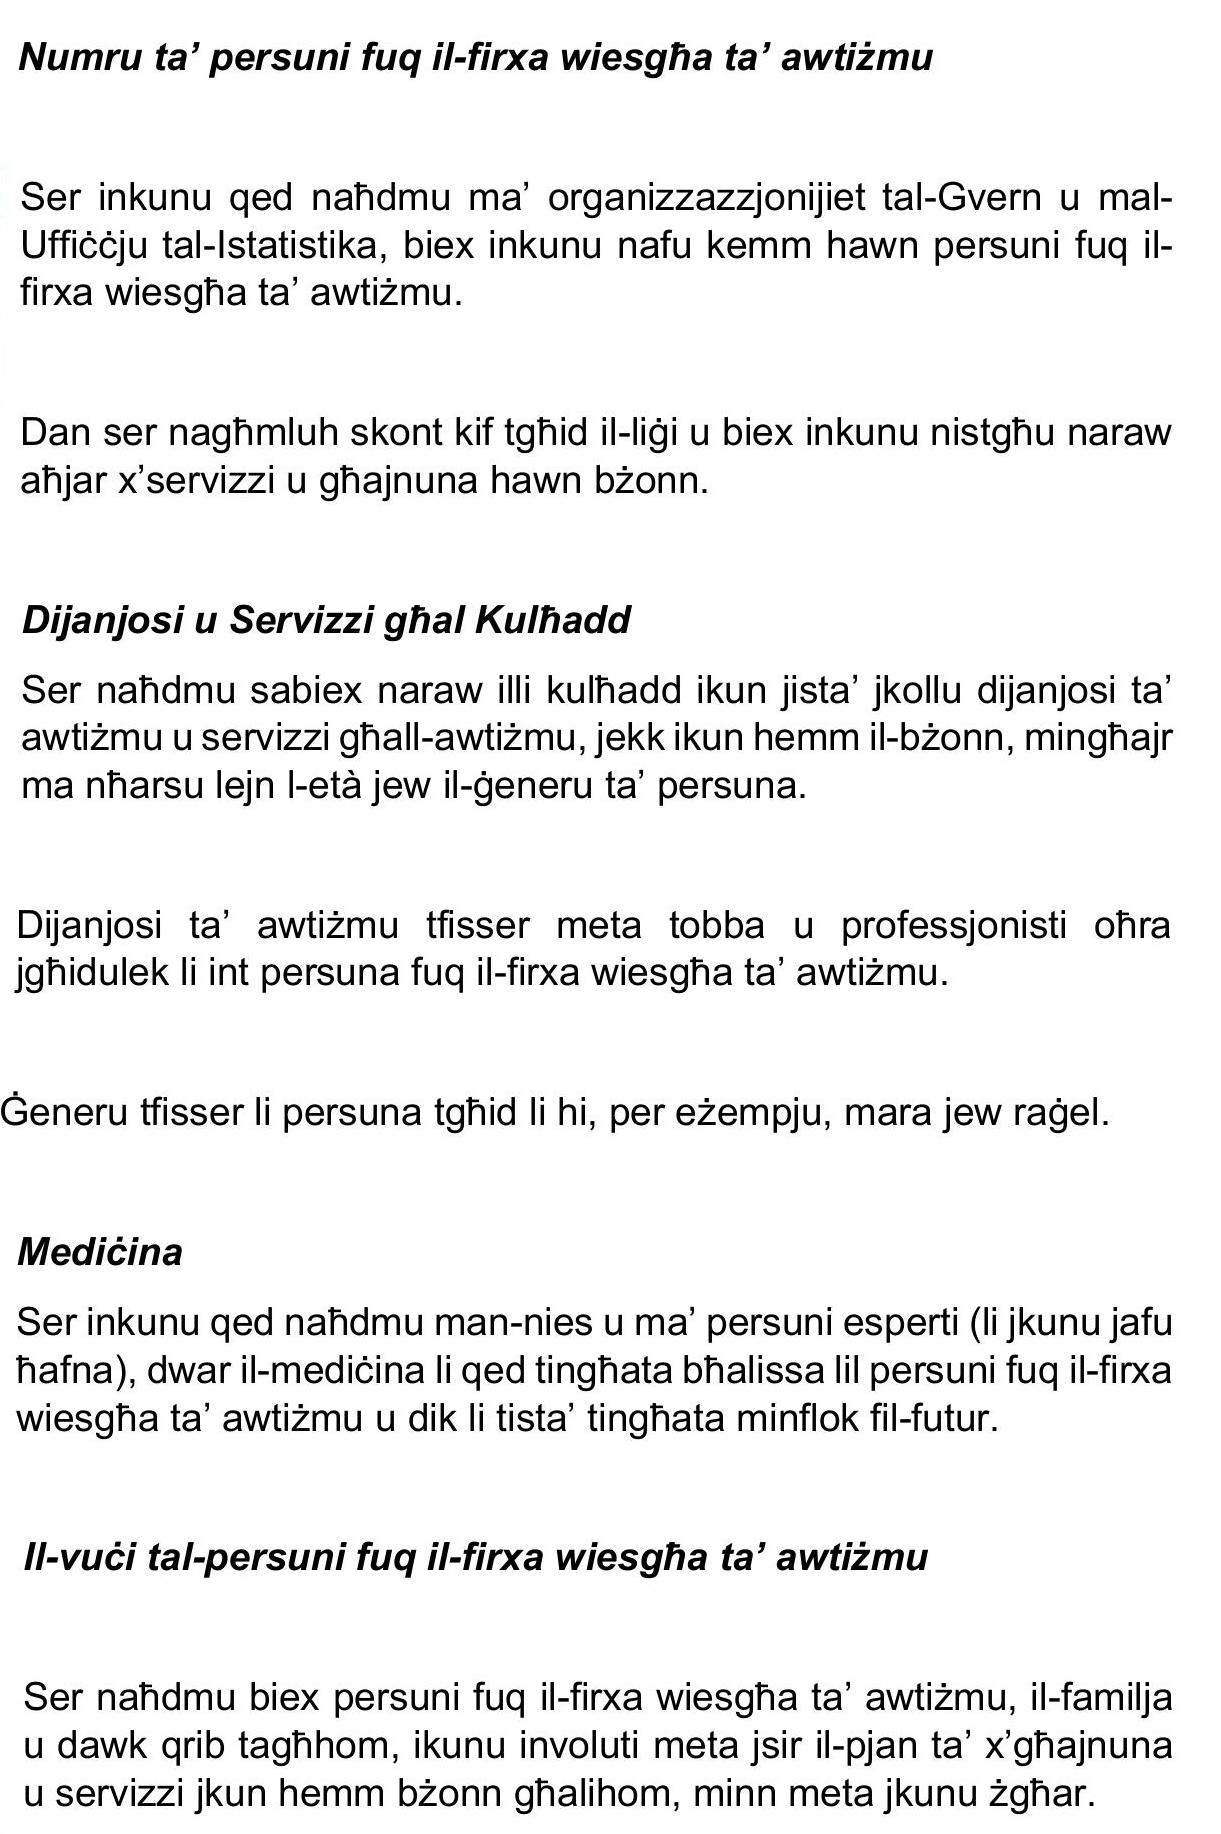 Numru ta’ persuni fuq il-firxa wiesgħa ta’ awtiżmu
Ser inkunu qed naħdmu ma’ organizzazzjonijiet tal-Gvern u mal-
Uffiċċju tal-Istatistika, biex inkunu nafu kemm hawn persuni fuq il-
firxa wiesgħa ta’ awtiżmu.
Dan ser nagħmluh skont kif tgħid il-liġi u biex inkunu nistgħu naraw
aħjar x’servizzi u għajnuna hawn bżonn.
Dijanjosi u Servizzi għal Kulħadd
Ser naħdmu sabiex naraw illi kulħadd ikun jista’ jkollu dijanjosi ta’
awtiżmu u servizzi għall-awtiżmu, jekk ikun hemm il-bżonn, mingħajr
ma nħarsu lejn l-età jew il-ġeneru ta’ persuna.
Dijanjosi ta’ awtiżmu tfisser meta tobba u professjonisti oħra
jgħidulek li int persuna fuq il-firxa wiesgħa ta’ awtiżmu.
Ġeneru tfisser li persuna tgħid li hi, per eżempju, mara jew raġel.
Mediċina
Ser inkunu qed naħdmu man-nies u ma’ persuni esperti (li jkunu jafu
ħafna), dwar il-mediċina li qed tingħata bħalissa lil persuni fuq il-firxa
wiesgħa ta’ awtiżmu u dik li tista’ tingħata minflok fil-futur.
Il-vuċi tal-persuni fuq il-firxa wiesgħa ta’ awtiżmu
Ser naħdmu biex persuni fuq il-firxa wiesgħa ta’ awtiżmu, il-familja
u dawk qrib tagħhom, ikunu involuti meta jsir il-pjan ta’ x’għajnuna
u servizzi jkun hemm bżonn għalihom, minn meta jkunu żgħar.